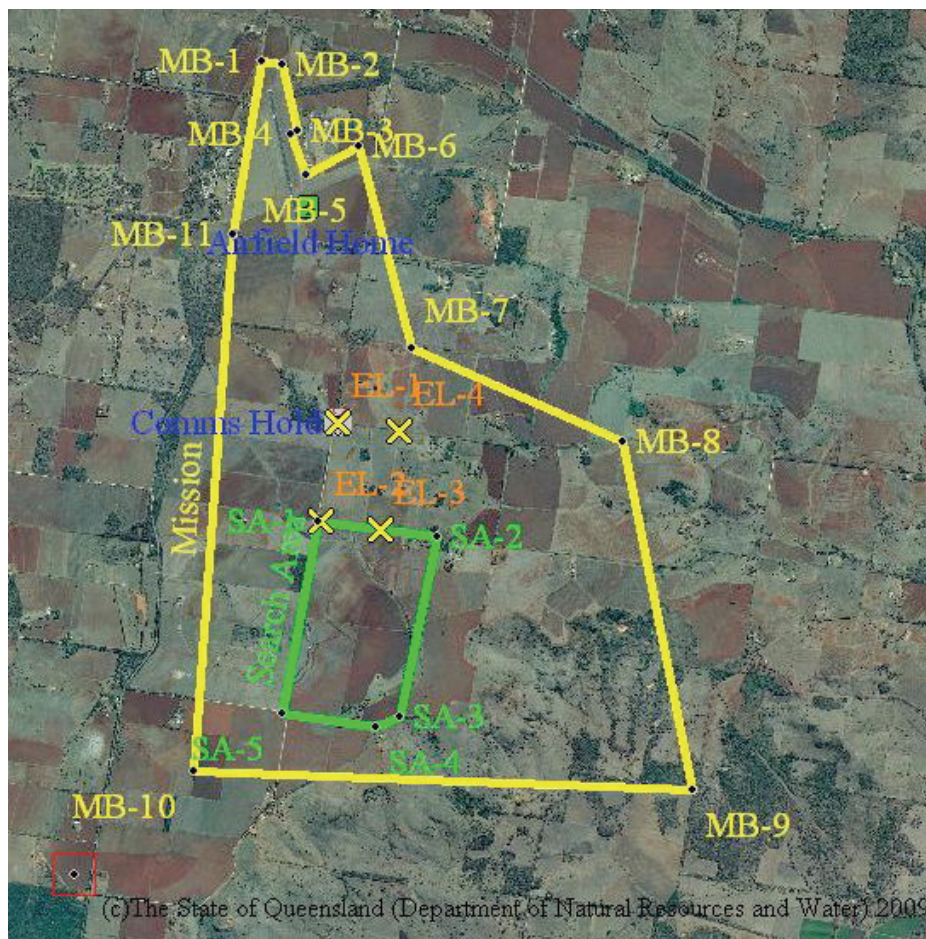 MB-1
MB-2
MB-4
MB-3
MB-6
MB-5
MB-11
Airfield Home
MB-7
EL-1
EL-4
Comms Hold
MB-8
Mission
EL-2
EL-3
SA-1
SA-2
Search Area
SA-3
SA-5
SA-4
MB-10
MB-9
(c)The State of Queensland (Department of Natural Resources and Water) 2009